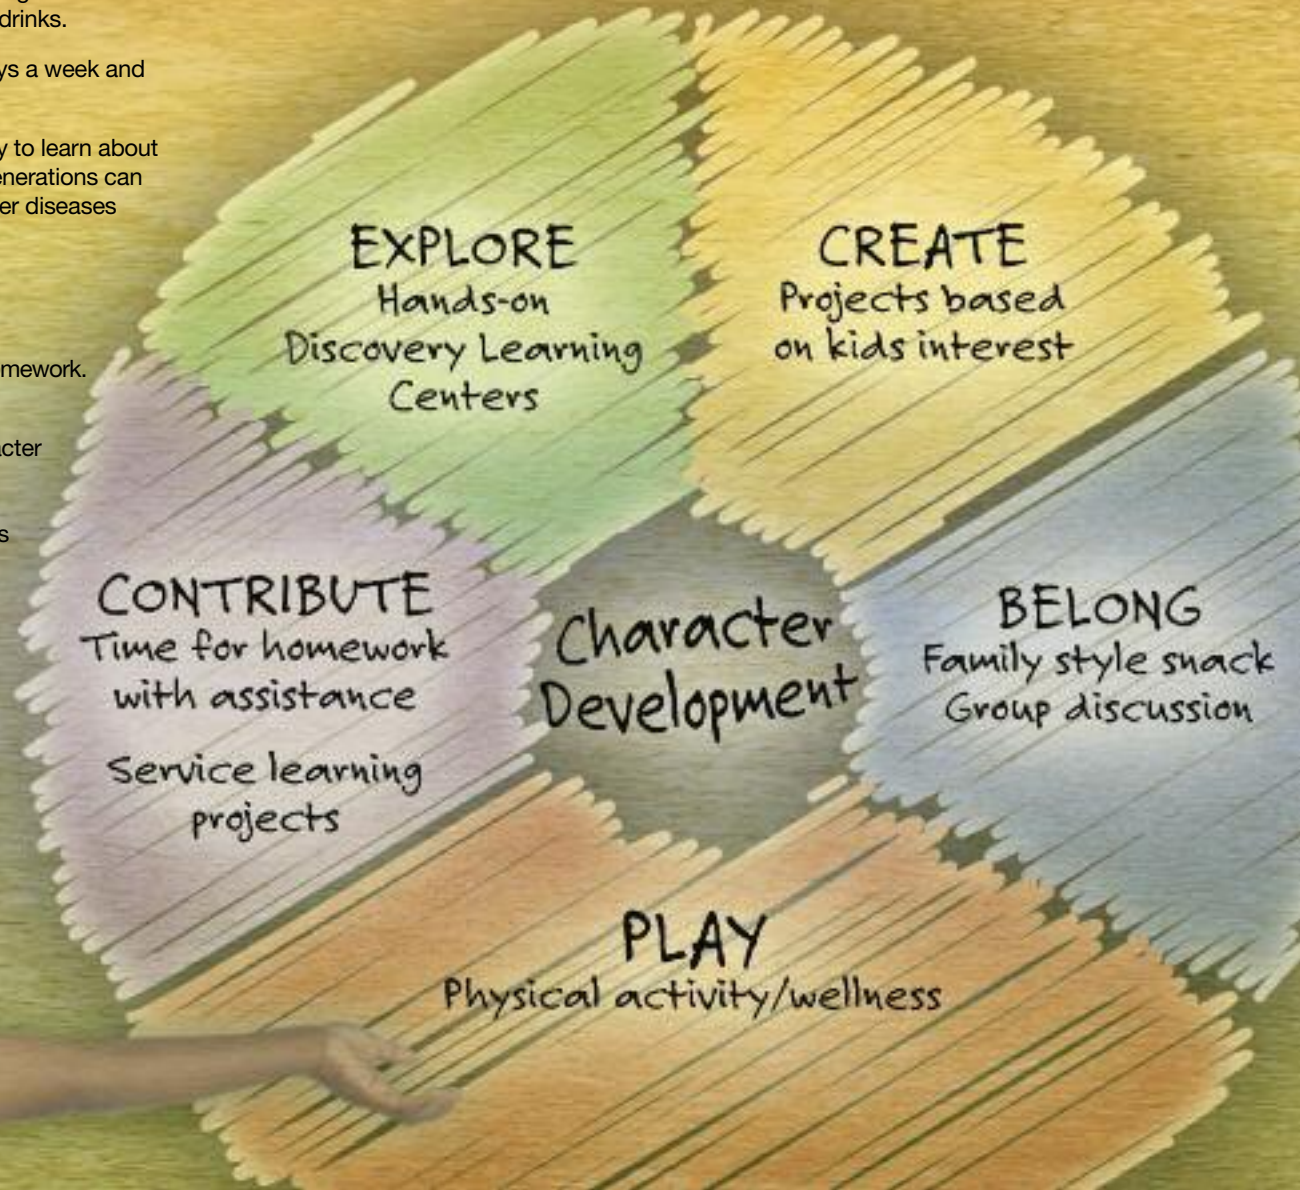 drinks.
ys a week and
y to learn about
enerations can
er diseases
mework.
acter
s
EXPLORE
Hands-on
Discovery Learning
Centers
CREATE
Projects based
on kids interest
CONTRIBUTE
Time for homework
with assistance
Service learning
projects
Character
Development
BELONG
Family style snack
Group discussion
PLAY
Physical activity/wellness